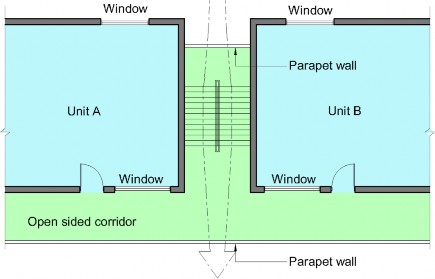 Window
Window
Parapet wall
Unit A
Unit B
Window
Window
Open sided corridor
Parapet wall